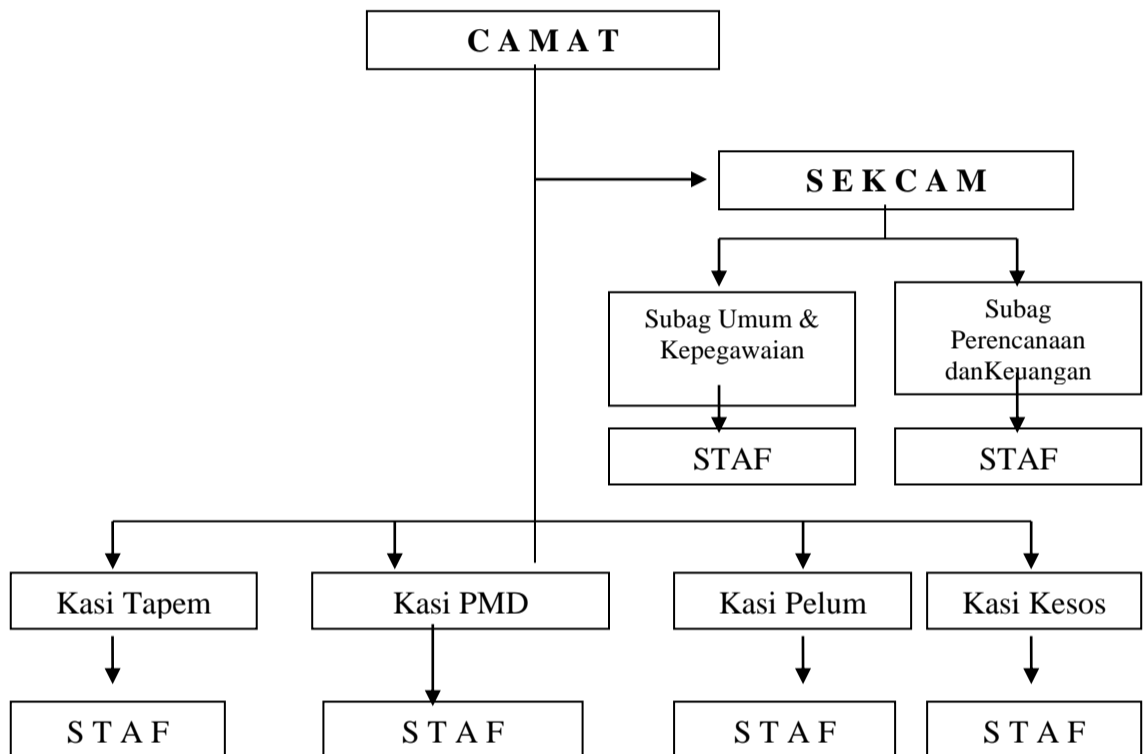 C A M A T
S E K C A M
Subag Umum &
Kepegawaian
Subag
Perencanaan
danKeuangan
STAF
STAF
Kasi Tapem
Kasi PMD
Kasi Pelum
Kasi Kesos
S T A F
S T A F
S T A F
S T A F